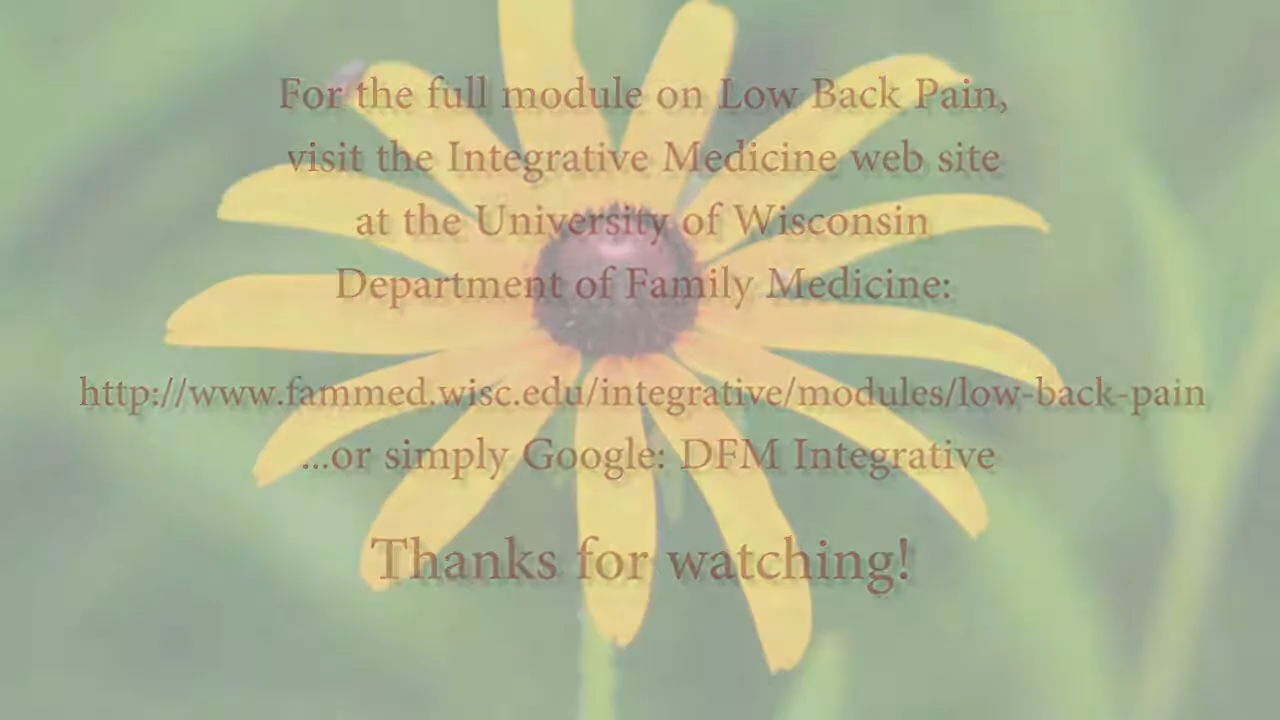 For the full module on Low Back Pain,
visit the Integrative Medicine web site
at the University of Wisconsin
Department of Family Medicine:
http://www.fammed.wisc.edu/integrative/modules/low-back-pain
...or simply Google: DFM Integrative
Thanks for watching!